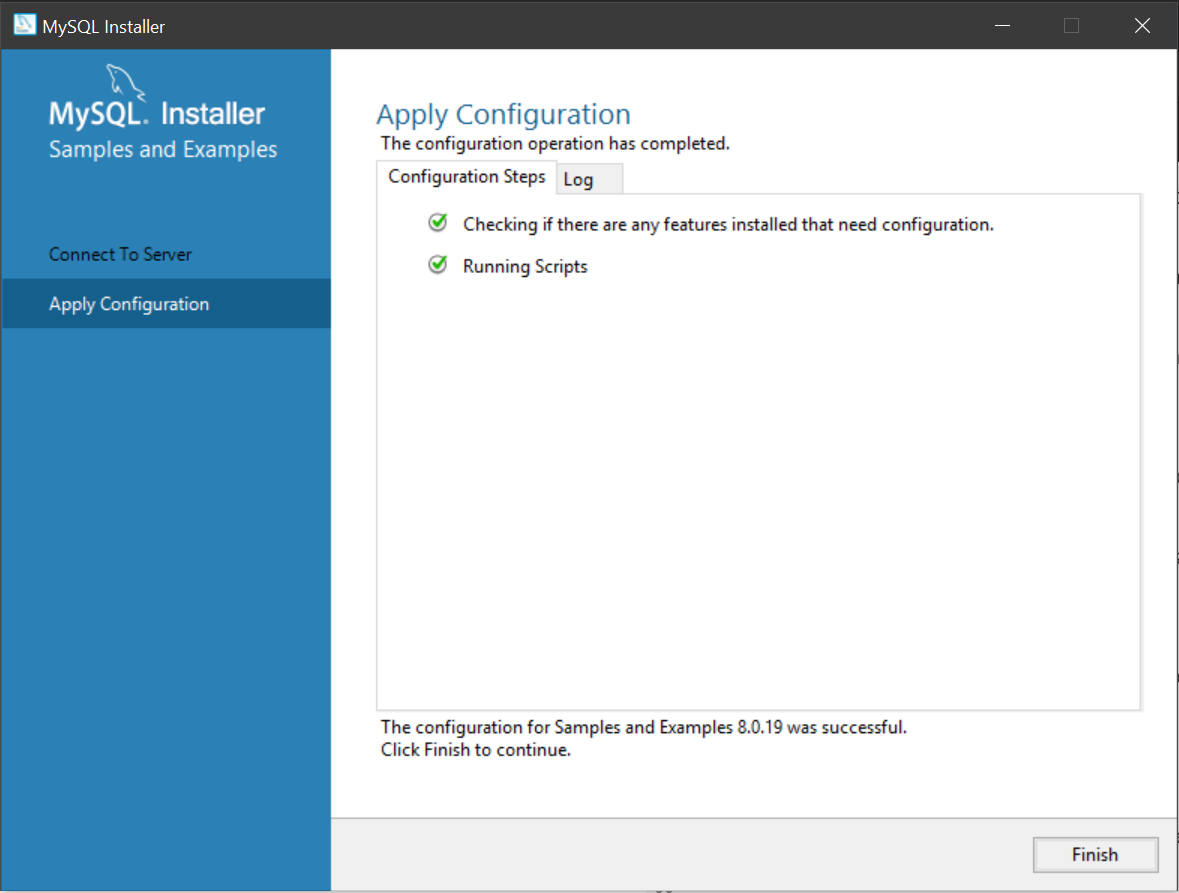 MySQL Installer
MySQL. Installer
Samples and Examples
Connect To Server
Apply Configuration
Apply Configuration
The configuration operation has completed.
Configuration Steps
Log
Checking if there are any features installed that need configuration.
Running Scripts
The configuration for Samples and Examples 8.0.19 was successful.
Click Finish to continue.
Finish